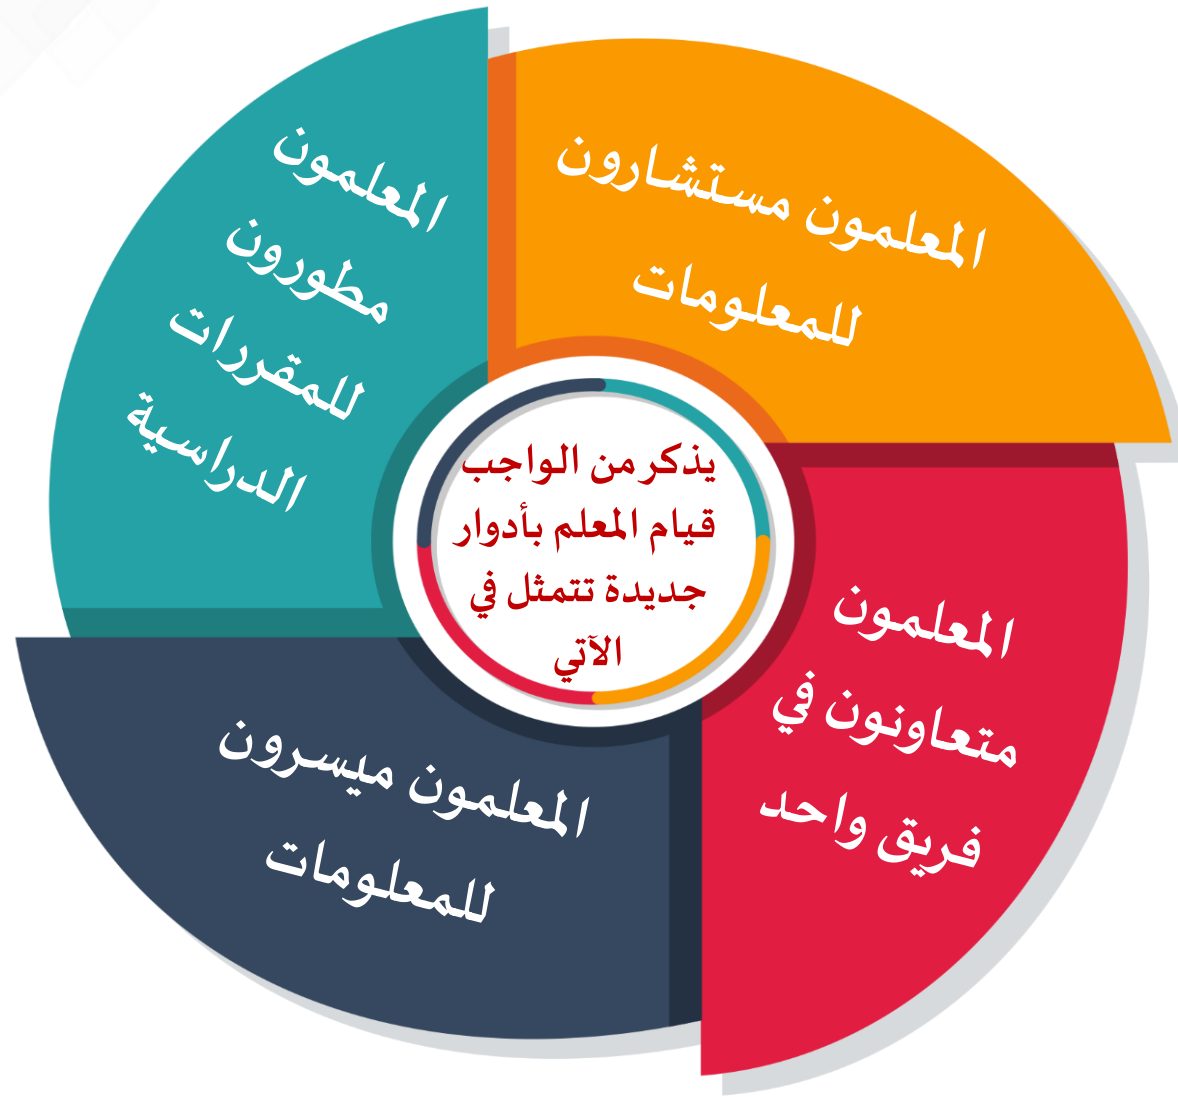 يذكر من الواجب
قيام المعلم بأدوار
جديدة تتمثل في
الآتي
المعلمون مستشارون
للمعلومات
المعلمون
متعاونون في
فريق واحد
المعلمون ميسرون
للمعلومات
المعلمون
مطورون
للمقررات
الدراسية